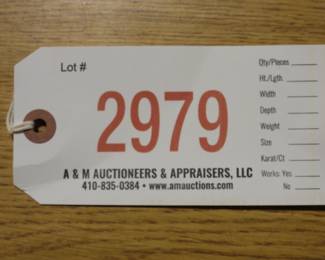 Lot #
2979
A & M AUCTIONEERS & APPRAISERS, LLC
410-835-0384 • www.amauctions.com
Qty/Pieces
Ht./Lgth.
Width
Depth
Weight
Size
Karat/Ct
Works: Yes
No